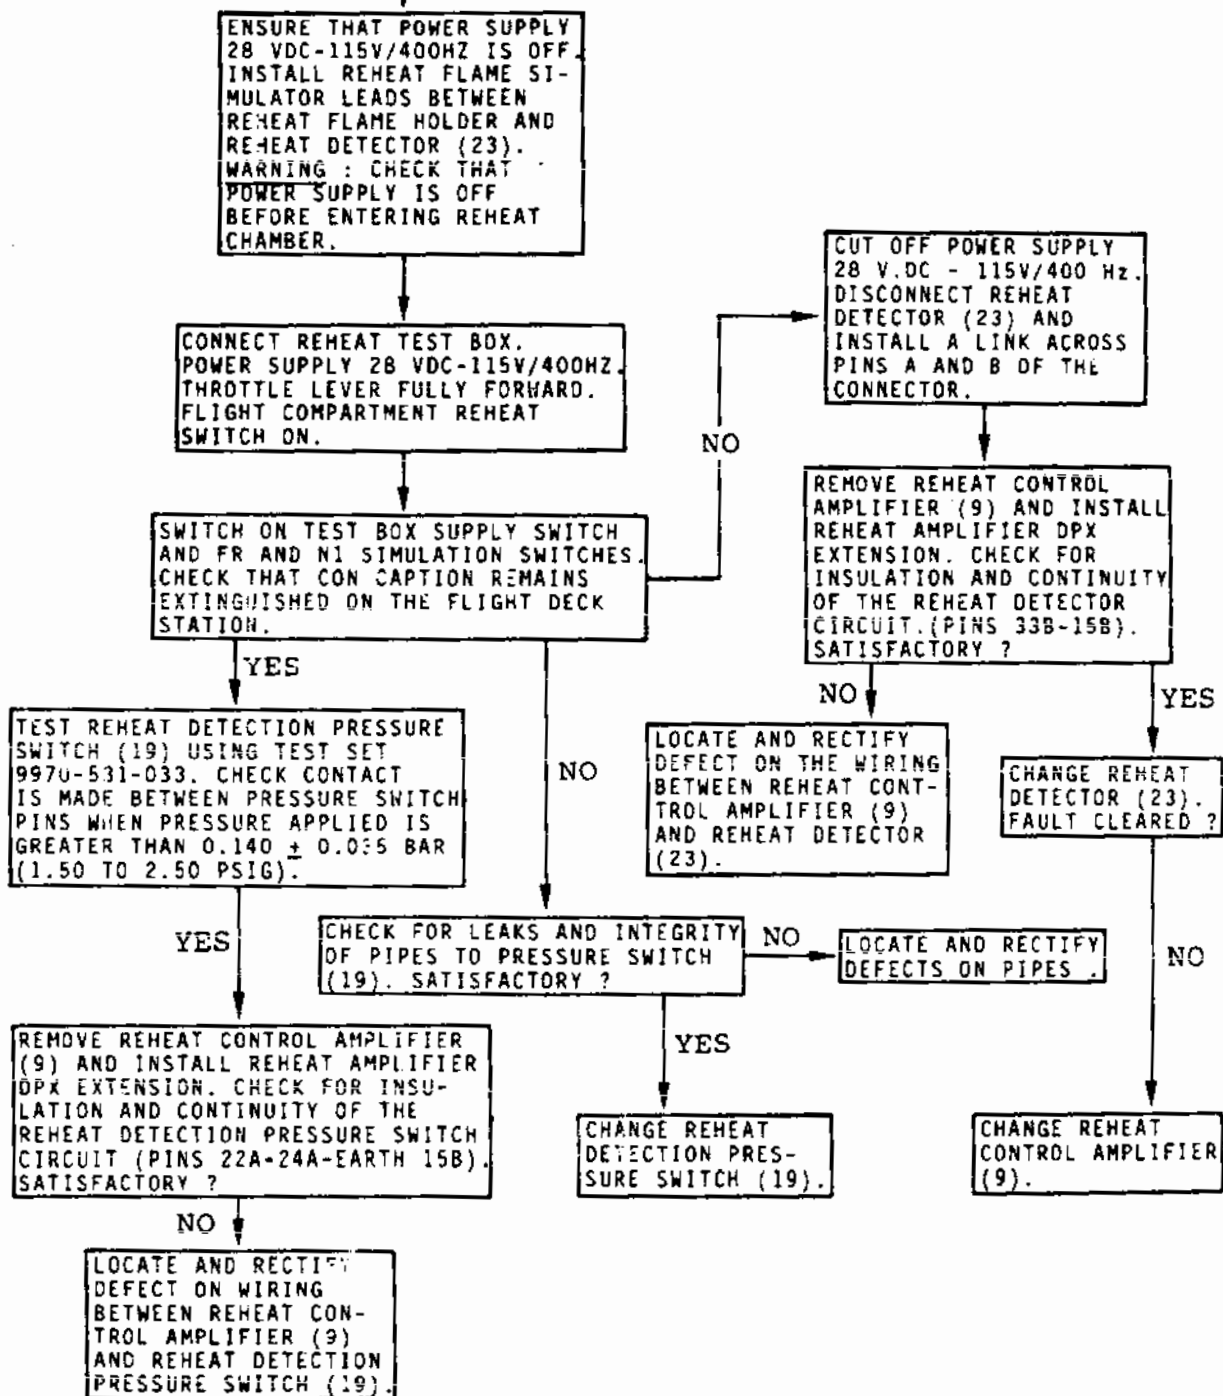 ENSURE THAT POWER SUPPLY
28 VDC-115V/400HZ IS OFF.
INSTALL REHEAT FLAME SI-
MULATOR LEADS BETWEEN
REHEAT FLAME HOLDER AND
REHEAT DETECTOR (23).
WARNING : CHECK THAT
POWER SUPPLY IS OFF
BEFORE ENTERING REHEAT
CHAMBER.
CONNECT REHEAT TEST BOX.
POWER SUPPLY 28 VDC-115V/400HZ.
THROTTLE LEVER FULLY FORWARD.
FLIGHT COMPARTMENT REHEAT
SWITCH ON.
SWITCH ON TEST BOX SUPPLY SWITCH
AND FR AND N1 SIMULATION SWITCHES.
CHECK THAT CON CAPTION REMAINS
EXTINGUISHED ON THE FLIGHT DECK
STATION.
NO
CUT OFF POWER SUPPLY
28 V.DC - 115V/400 Hz.
DISCONNECT REHEAT
DETECTOR (23) AND
INSTALL A LINK ACROSS
PINS A AND B OF THE
CONNECTOR.
REMOVE REHEAT CONTROL
AMPLIFIER (9) AND INSTALL
REHEAT AMPLIFIER DPX
EXTENSION. CHECK FOR
INSULATION AND CONTINUITY
OF THE REHEAT DETECTOR
CIRCUIT.(PINS 33B-15B).
SATISFACTORY ?
NO
YES
LOCATE AND RECTIFY
DEFECT ON THE WIRING
BETWEEN REHEAT CONT-
TROL AMPLIFIER (9)
AND REHEAT DETECTOR
(23).
CHANGE REHEAT
DETECTOR (23).
FAULT CLEARED ?
NO
CHANGE REHEAT
CONTROL AMPLIFIER
(9).
YES
TEST REHEAT DETECTION PRESSURE
SWITCH (19) USING TEST SET
9970-531-033. CHECK CONTACT
IS MADE BETWEEN PRESSURE SWITCH
PINS WHEN PRESSURE APPLIED IS
GREATER THAN 0.140 ± 0.035 BAR
(1.50 TO 2.50 PSIG).
NO
CHECK FOR LEAKS AND INTEGRITY
OF PIPES TO PRESSURE SWITCH
(19). SATISFACTORY ?
NO
LOCATE AND RECTIFY
DEFECTS ON PIPES .
YES
CHANGE REHEAT
DETECTION PRES-
SURE SWITCH (19).
YES
REMOVE REHEAT CONTROL AMPLIFIER
(9) AND INSTALL REHEAT AMPLIFIER
DPX EXTENSION. CHECK FOR INSU-
LATION AND CONTINUITY OF THE
REHEAT DETECTION PRESSURE SWITCH
CIRCUIT (PINS 22A-24A-EARTH 15B).
SATISFACTORY ?
NO
LOCATE AND RECTIFY
DEFECT ON WIRING
BETWEEN REHEAT CON-
TROL AMPLIFIER (9)
AND REHEAT DETECTION
PRESSURE SWITCH (19).